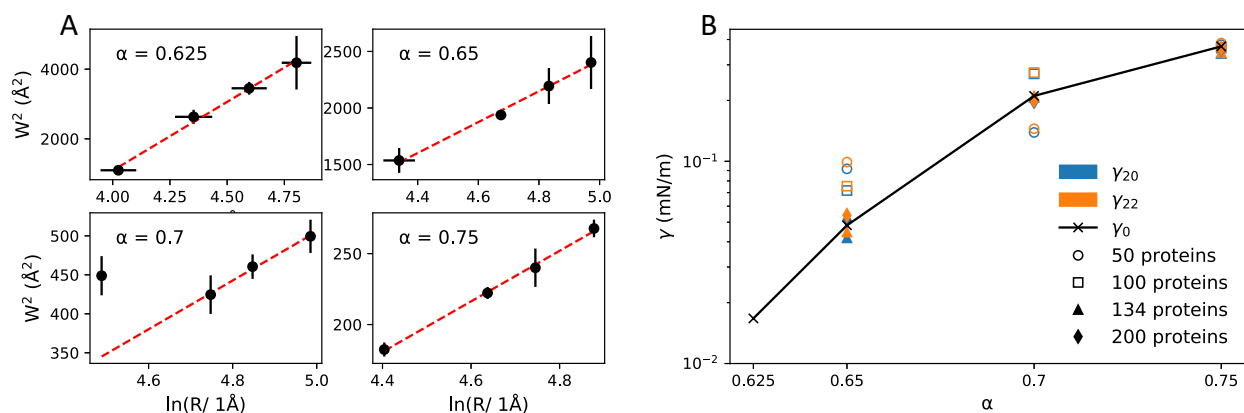 A
α = 0.625
W² (Å²)
4000
2000
4.00
4.25
4.50
4.75
α = 0.65
2500
2000
1500
4.4
4.6
4.8
5.0
α = 0.7
W² (Å²)
500
450
400
350
4.6
4.8
5.0
ln(R/ 1Å)
α = 0.75
250
200
4.4
4.6
4.8
ln(R/ 1Å)
B
γ (mN/m)
10⁻¹
10⁻²
γ₂₀
γ₂₂
γ₀
50 proteins
100 proteins
134 proteins
200 proteins
0.625
0.65
0.7
0.75
α